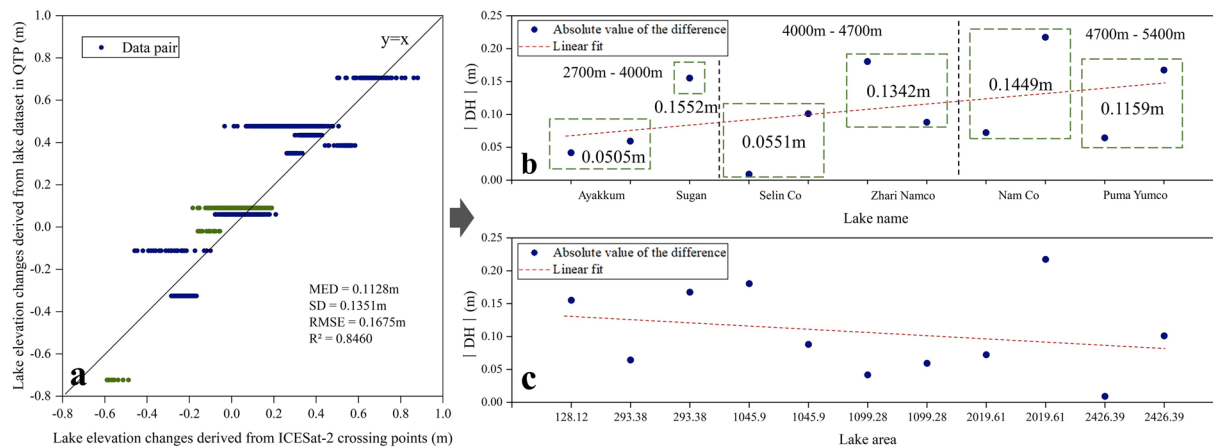 Lake elevation changes derived from lake dataset in QTP (m)
1.0
0.8
0.6
0.4
0.2
0.0
-0.2
-0.4
-0.6
-0.8
Data pair
y=x
MED = 0.1128m
SD = 0.1351m
RMSE = 0.1675m
R² = 0.8460
a
-0.8 -0.6 -0.4 -0.2 0.0 0.2 0.4 0.6 0.8 1.0
Lake elevation changes derived from ICESat-2 crossing points (m)
| DH | (m)
0.25
0.20
0.15
0.10
0.05
0.00
Absolute value of the difference
Linear fit
2700m - 4000m
4000m - 4700m
4700m - 5400m
0.0505m
0.1552m
0.0551m
0.1342m
0.1449m
0.1159m
b
Ayakkum Sugan Selin Co Zhari Namco Nam Co Puma Yumco
Lake name
| DH | (m)
0.25
0.20
0.15
0.10
0.05
0.00
Absolute value of the difference
Linear fit
c
128.12 293.38 293.38 1045.9 1045.9 1099.28 1099.28 2019.61 2019.61 2426.39 2426.39
Lake area